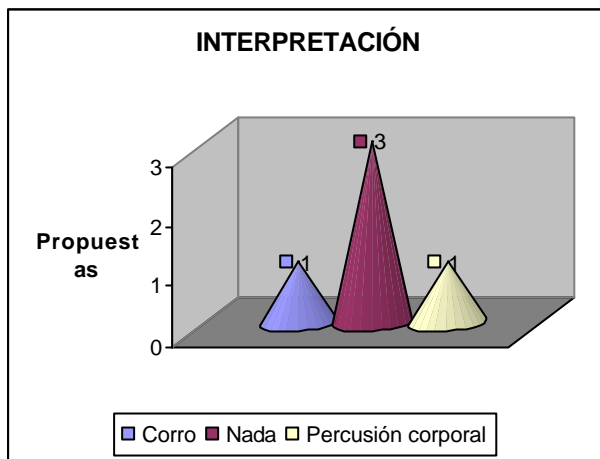 INTERPRETACIÓN
3
3
2
Propuest
as
1
1
1
0
Corro Nada Percusión corporal